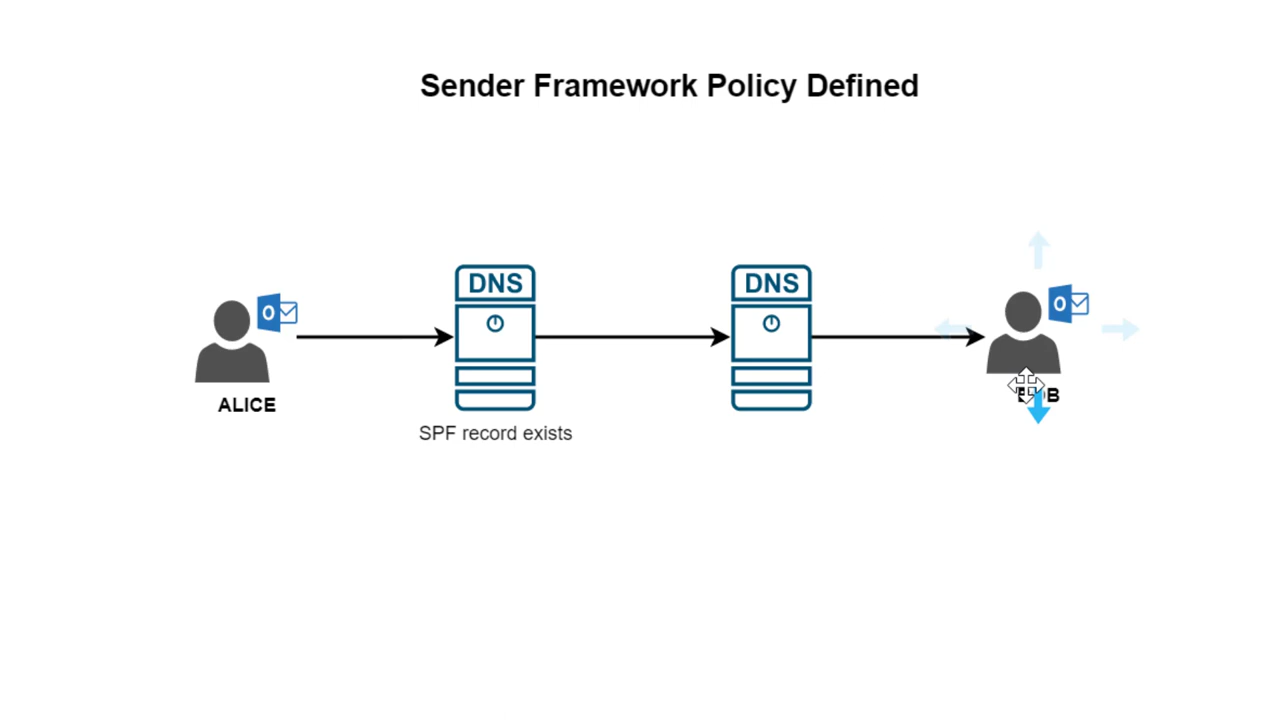 Sender Framework Policy Defined
DNS
DNS
O
O
ALICE
SPF record exists